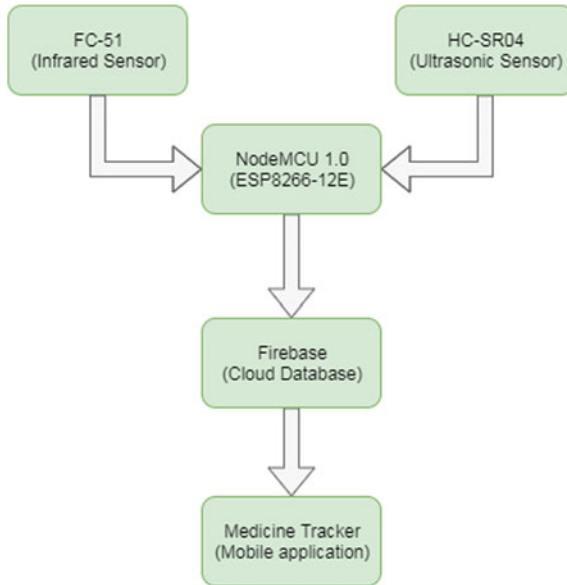 FC-51
(Infrared Sensor)
HC-SR04
(Ultrasonic Sensor)
NodeMCU 1.0
(ESP8266-12E)
Firebase
(Cloud Database)
Medicine Tracker
(Mobile application)